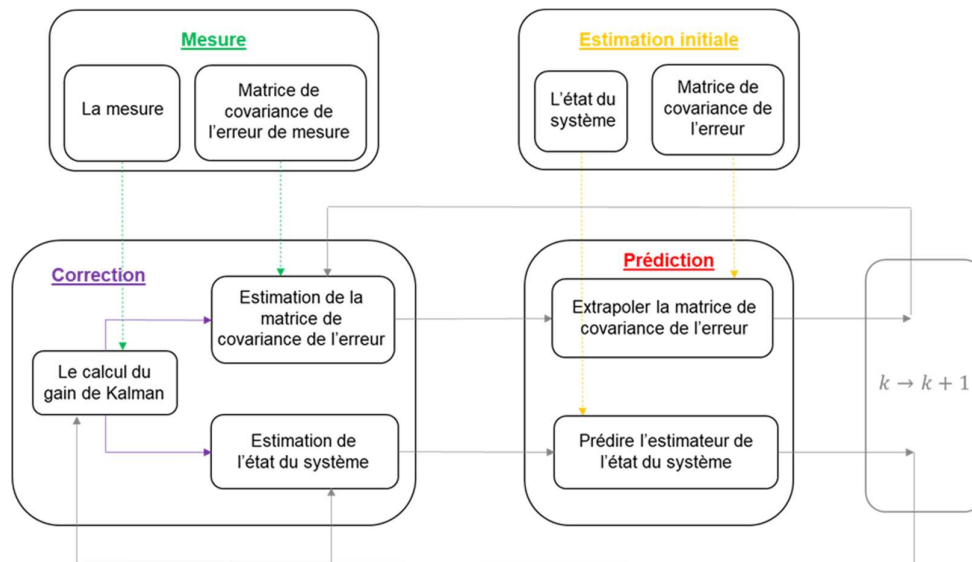 Mesure
La mesure
Matrice de
covariance de
l'erreur de mesure
Estimation initiale
L'état du
système
Matrice de
covariance de
l'erreur
Correction
Estimation de la
matrice de
covariance de l'erreur
Le calcul du
gain de Kalman
Estimation de
l'état du système
Prédiction
Extrapoler la matrice de
covariance de l'erreur
Prédire l'estimateur de
l'état du système
k → k + 1